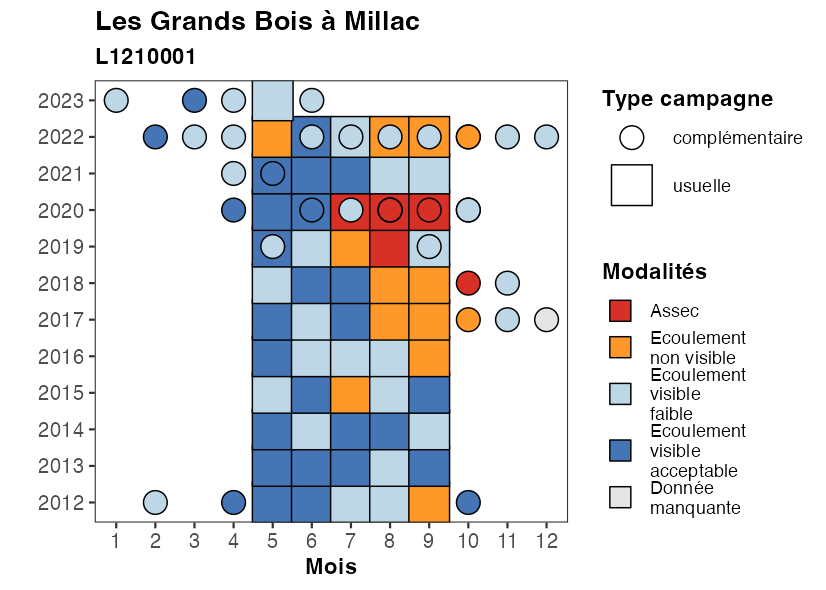 Les Grands Bois à Millac
L1210001
2023
2022
2021
2020
2019
2018
2017
2016
2015
2014
2013
2012
1 2 3 4 5 6 7 8 9 10 11 12
Mois
Type campagne
complémentaire
usuelle
Modalités
Assec
Ecoulement
non visible
Ecoulement
visible
faible
Ecoulement
visible
acceptable
Donnée
manquante